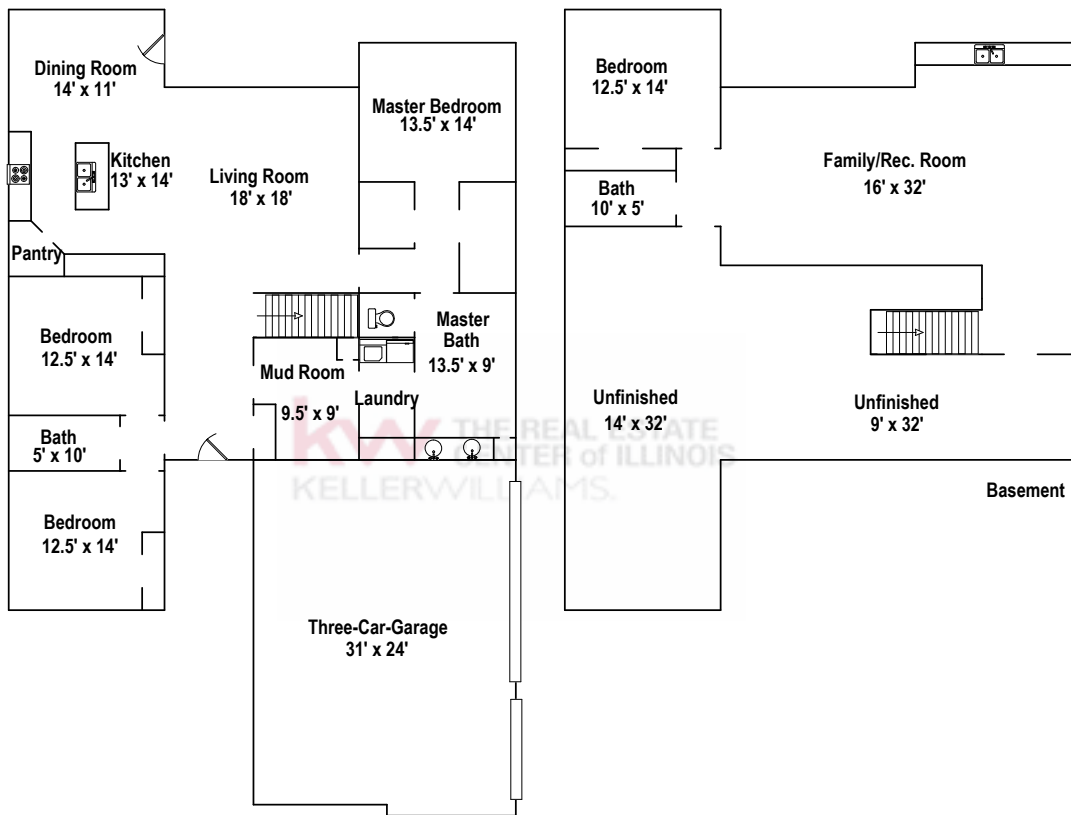 Dining Room
14' x 11'
Kitchen
13' x 14'
Living Room
18' x 18'
Master Bedroom
13.5' x 14'
Pantry
Bedroom
12.5' x 14'
Master
Bath
13.5' x 9'
Mud Room
9.5' x 9'
Laundry
Bath
5' x 10'
Bedroom
12.5' x 14'
Three-Car-Garage
31' x 24'
Bedroom
12.5' x 14'
Family/Rec. Room
16' x 32'
Bath
10' x 5'
Unfinished
14' x 32'
Unfinished
9' x 32'
Basement
kw THE REAL ESTATE
CENTER of ILLINOIS
KELLERWILLIAMS.